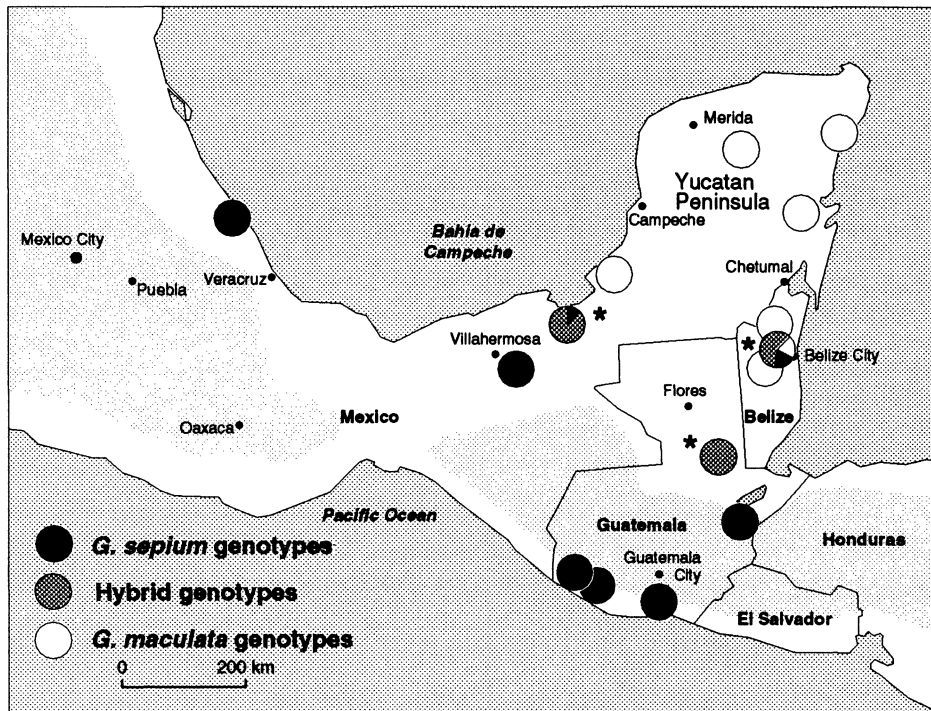 Merida
Yucatan
Peninsula
Campeche
Bahia de
Campeche
Mexico City
Puebla
Veracruz
Chetumal
Villahermosa
*
*
Belize City
Flores
Mexico
Belize
Oaxaca
*
Pacific Ocean
Guatemala
Honduras
Guatemala
City
El Salvador
G. sepium genotypes
Hybrid genotypes
G. maculata genotypes
0 200 km